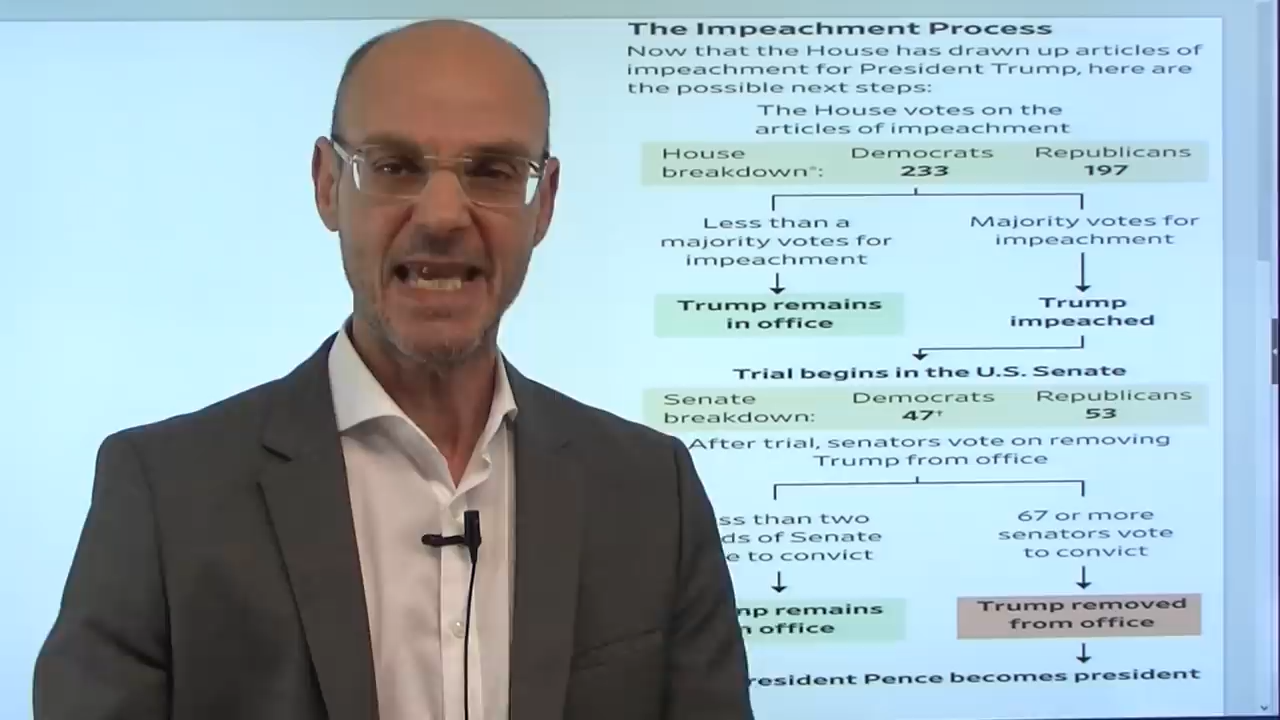 The Impeachment Process
Now that the House has drawn up articles of
impeachment for President Trump, here are
the possible next steps:
The House votes on the
articles of impeachment
House Democrats Republicans
breakdown*: 233 197
Less than a
majority votes for
impeachment
Majority votes for
impeachment
Trump remains
in office
Trump
impeached
Trial begins in the U.S. Senate
Senate Democrats Republicans
breakdown: 47† 53
After trial, senators vote on removing
Trump from office
than two
of Senate
to convict
67 or more
senators vote
to convict
remains
office
Trump removed
from office
Pence becomes president